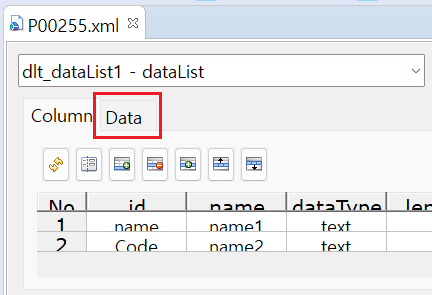 P00255.xml
dlt_dataList1 - dataList
Column Data
No id name dataType len
1 name name1 text
2 Code name2 text